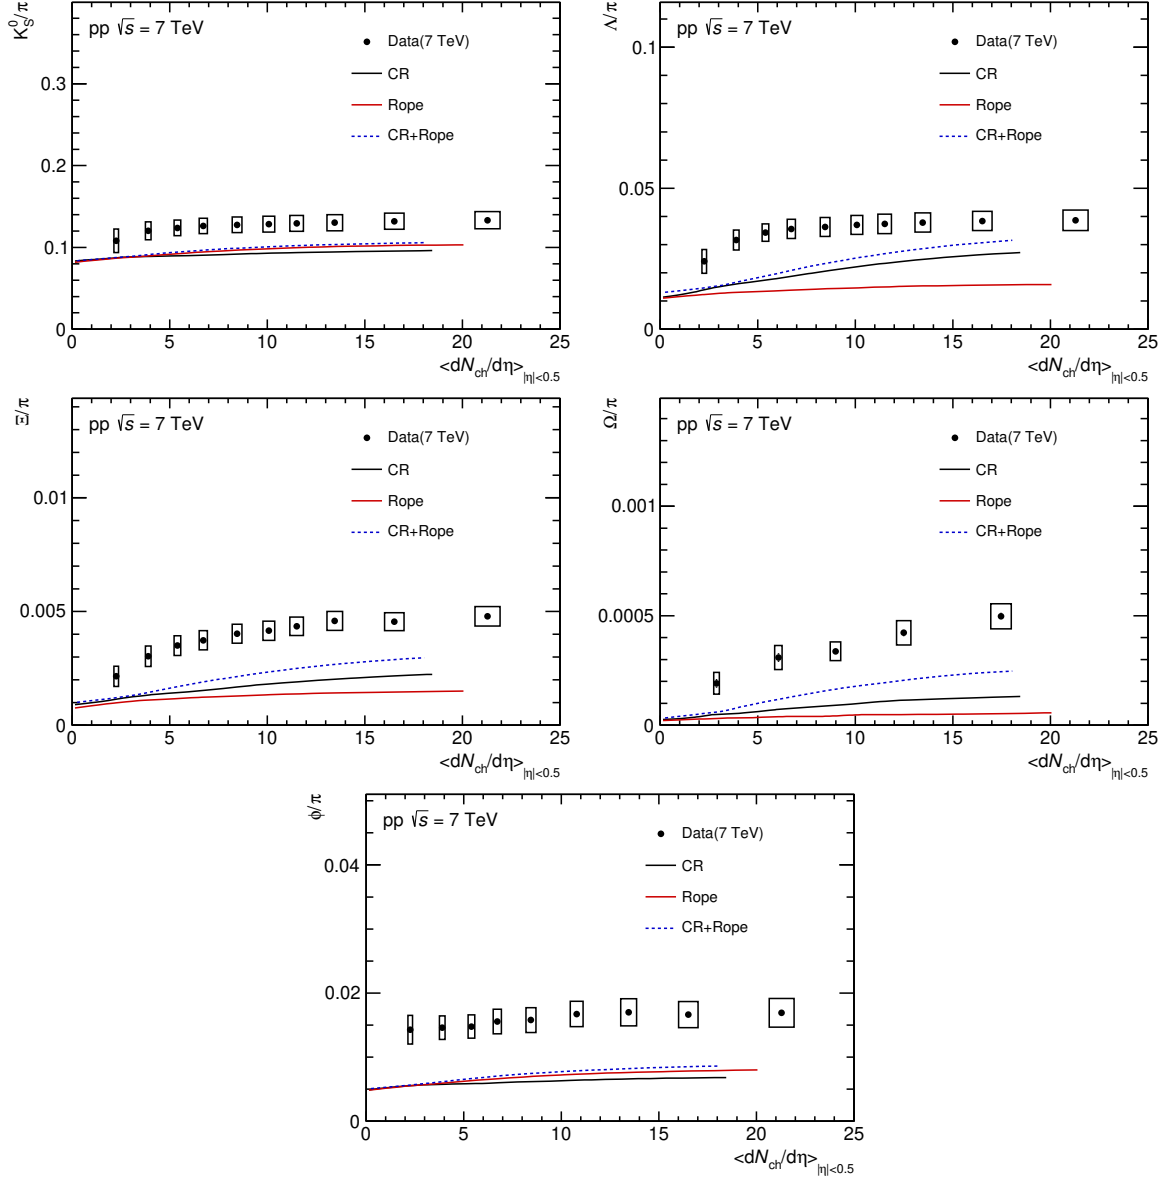 K⁰_S/π
pp √s = 7 TeV
Data(7 TeV)
CR
Rope
CR+Rope
0.3
0.2
0.1
0
0 5 10 15 20 25
<dN_ch/dη>_|η|<0.5
Λ/π
pp √s = 7 TeV
Data(7 TeV)
CR
Rope
CR+Rope
0.1
0.05
0
0 5 10 15 20 25
<dN_ch/dη>_|η|<0.5
Ξ/π
pp √s = 7 TeV
Data(7 TeV)
CR
Rope
CR+Rope
0.01
0.005
0
0 5 10 15 20 25
<dN_ch/dη>_|η|<0.5
Ω/π
pp √s = 7 TeV
Data(7 TeV)
CR
Rope
CR+Rope
0.001
0.0005
0
0 5 10 15 20 25
<dN_ch/dη>_|η|<0.5
ϕ/π
pp √s = 7 TeV
Data(7 TeV)
CR
Rope
CR+Rope
0.04
0.02
0
0 5 10 15 20 25
<dN_ch/dη>_|η|<0.5